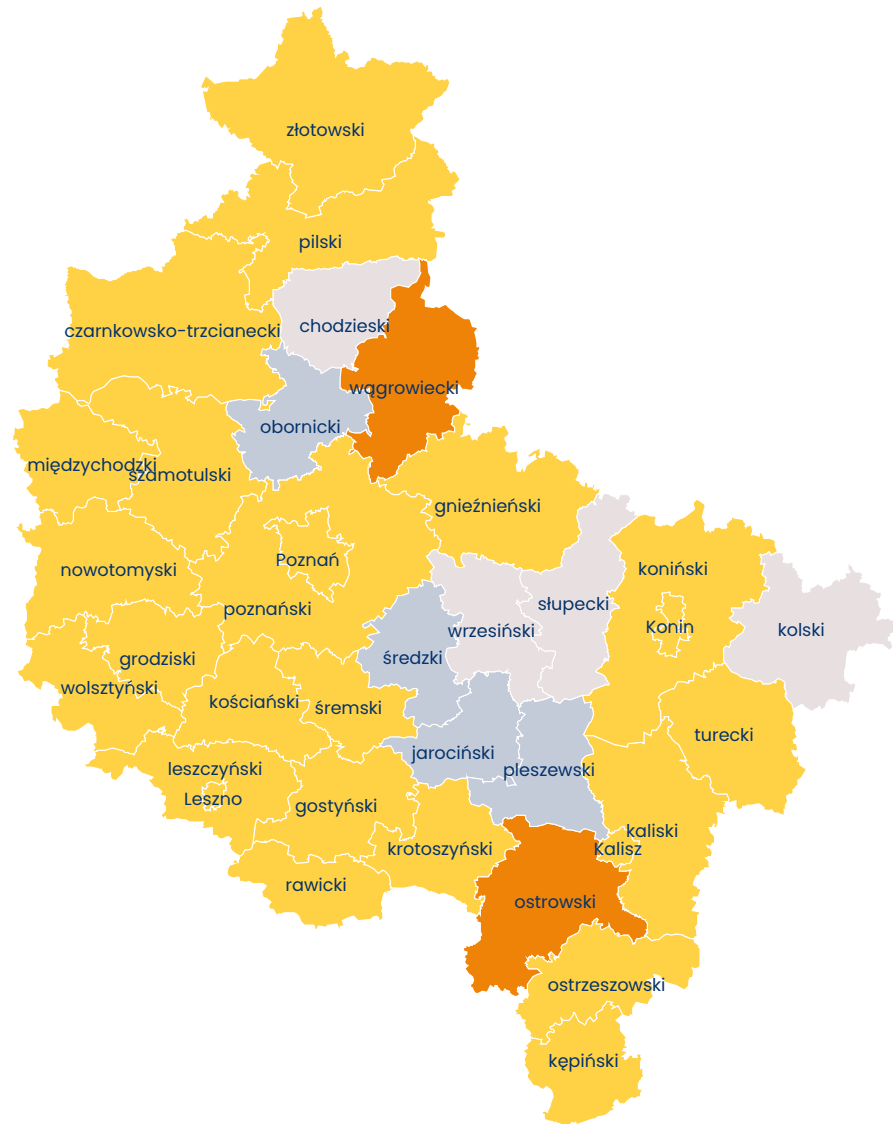 złotowski
pilski
chodzieski
czarnkowsko-trzcianecki
wągrowiecki
obornicki
międzychodzki
szamotulski
gnieźnieński
Poznań
nowotomyski
koniński
słupecki
poznański
Konin
wrzesiński
kolski
średzki
grodziski
wolsztyński
kościański
śremski
turecki
jarociński
leszczyński
pleszewski
Leszno
gostyński
kaliski
krotoszyński
Kalisz
rawicki
ostrowski
ostrzeszowski
kępiński